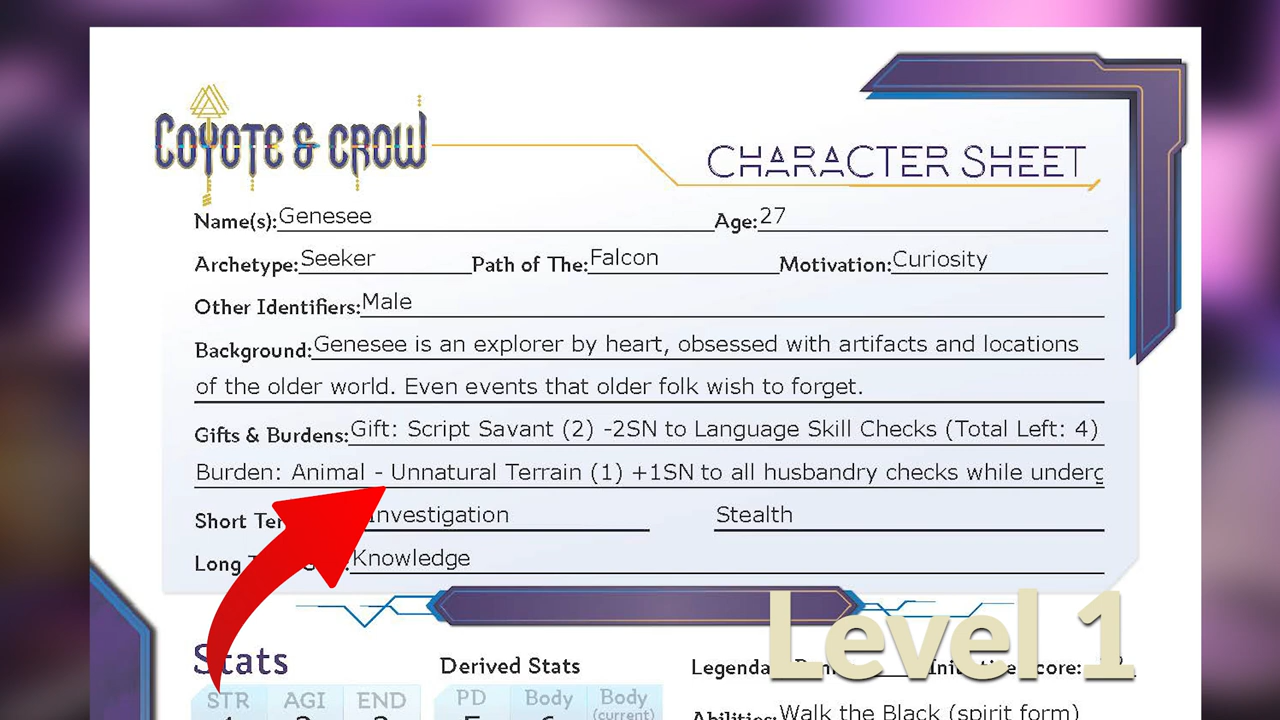 COYOTE & CROW
CHARACTER SHEET
Name(s): Genesee Age: 27
Archetype: Seeker Path of The: Falcon Motivation: Curiosity
Other Identifiers: Male
Background: Genesee is an explorer by heart, obsessed with artifacts and locations
of the older world. Even events that older folk wish to forget.
Gifts & Burdens: Gift: Script Savant (2) -2SN to Language Skill Checks (Total Left: 4)
Burden: Animal - Unnatural Terrain (1) +1SN to all husbandry checks while underg
Short Investigation Stealth
Long Knowledge
Level 1
Stats Derived Stats
STR AGI END PD Body Body
(current)
Abilities: Walk the Black (spirit form)